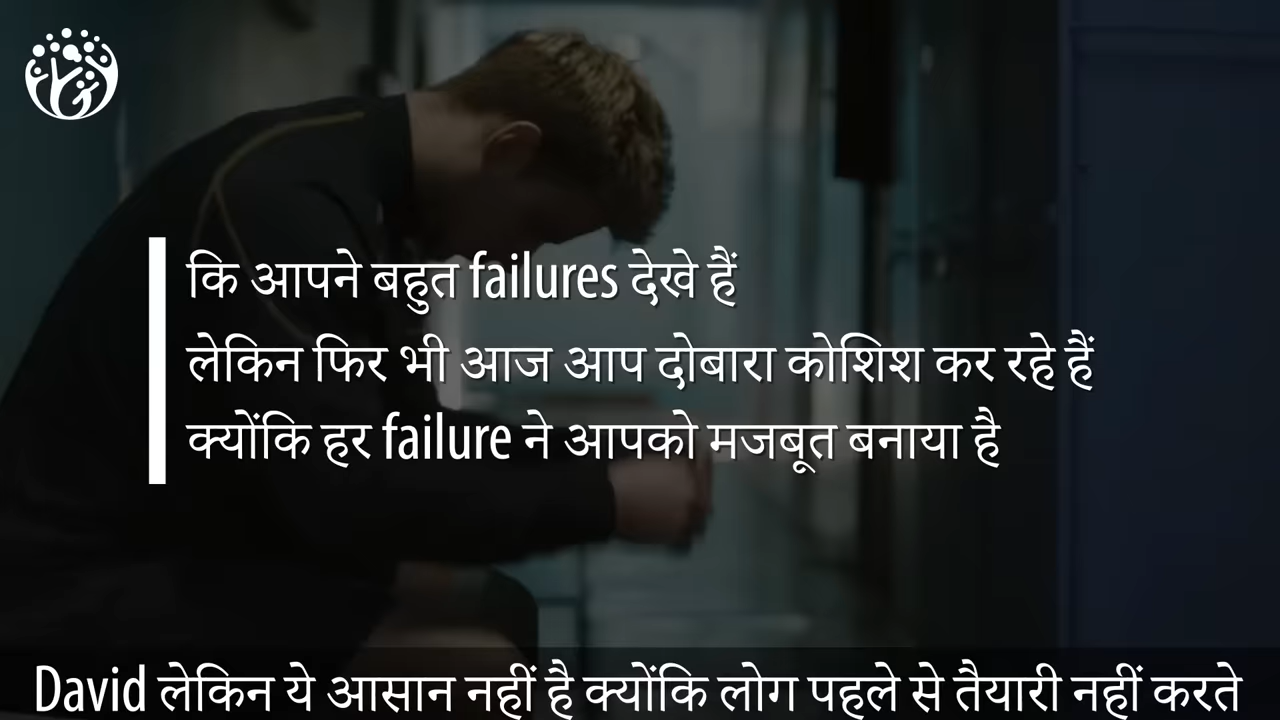 कि आपने बहुत failures देखे हैं
लेकिन फिर भी आज आप दोबारा कोशिश कर रहे हैं
क्योंकि हर failure ने आपको मजबूत बनाया है
David लेकिन ये आसान नहीं है क्योंकि लोग पहले से तैयारी नहीं करते